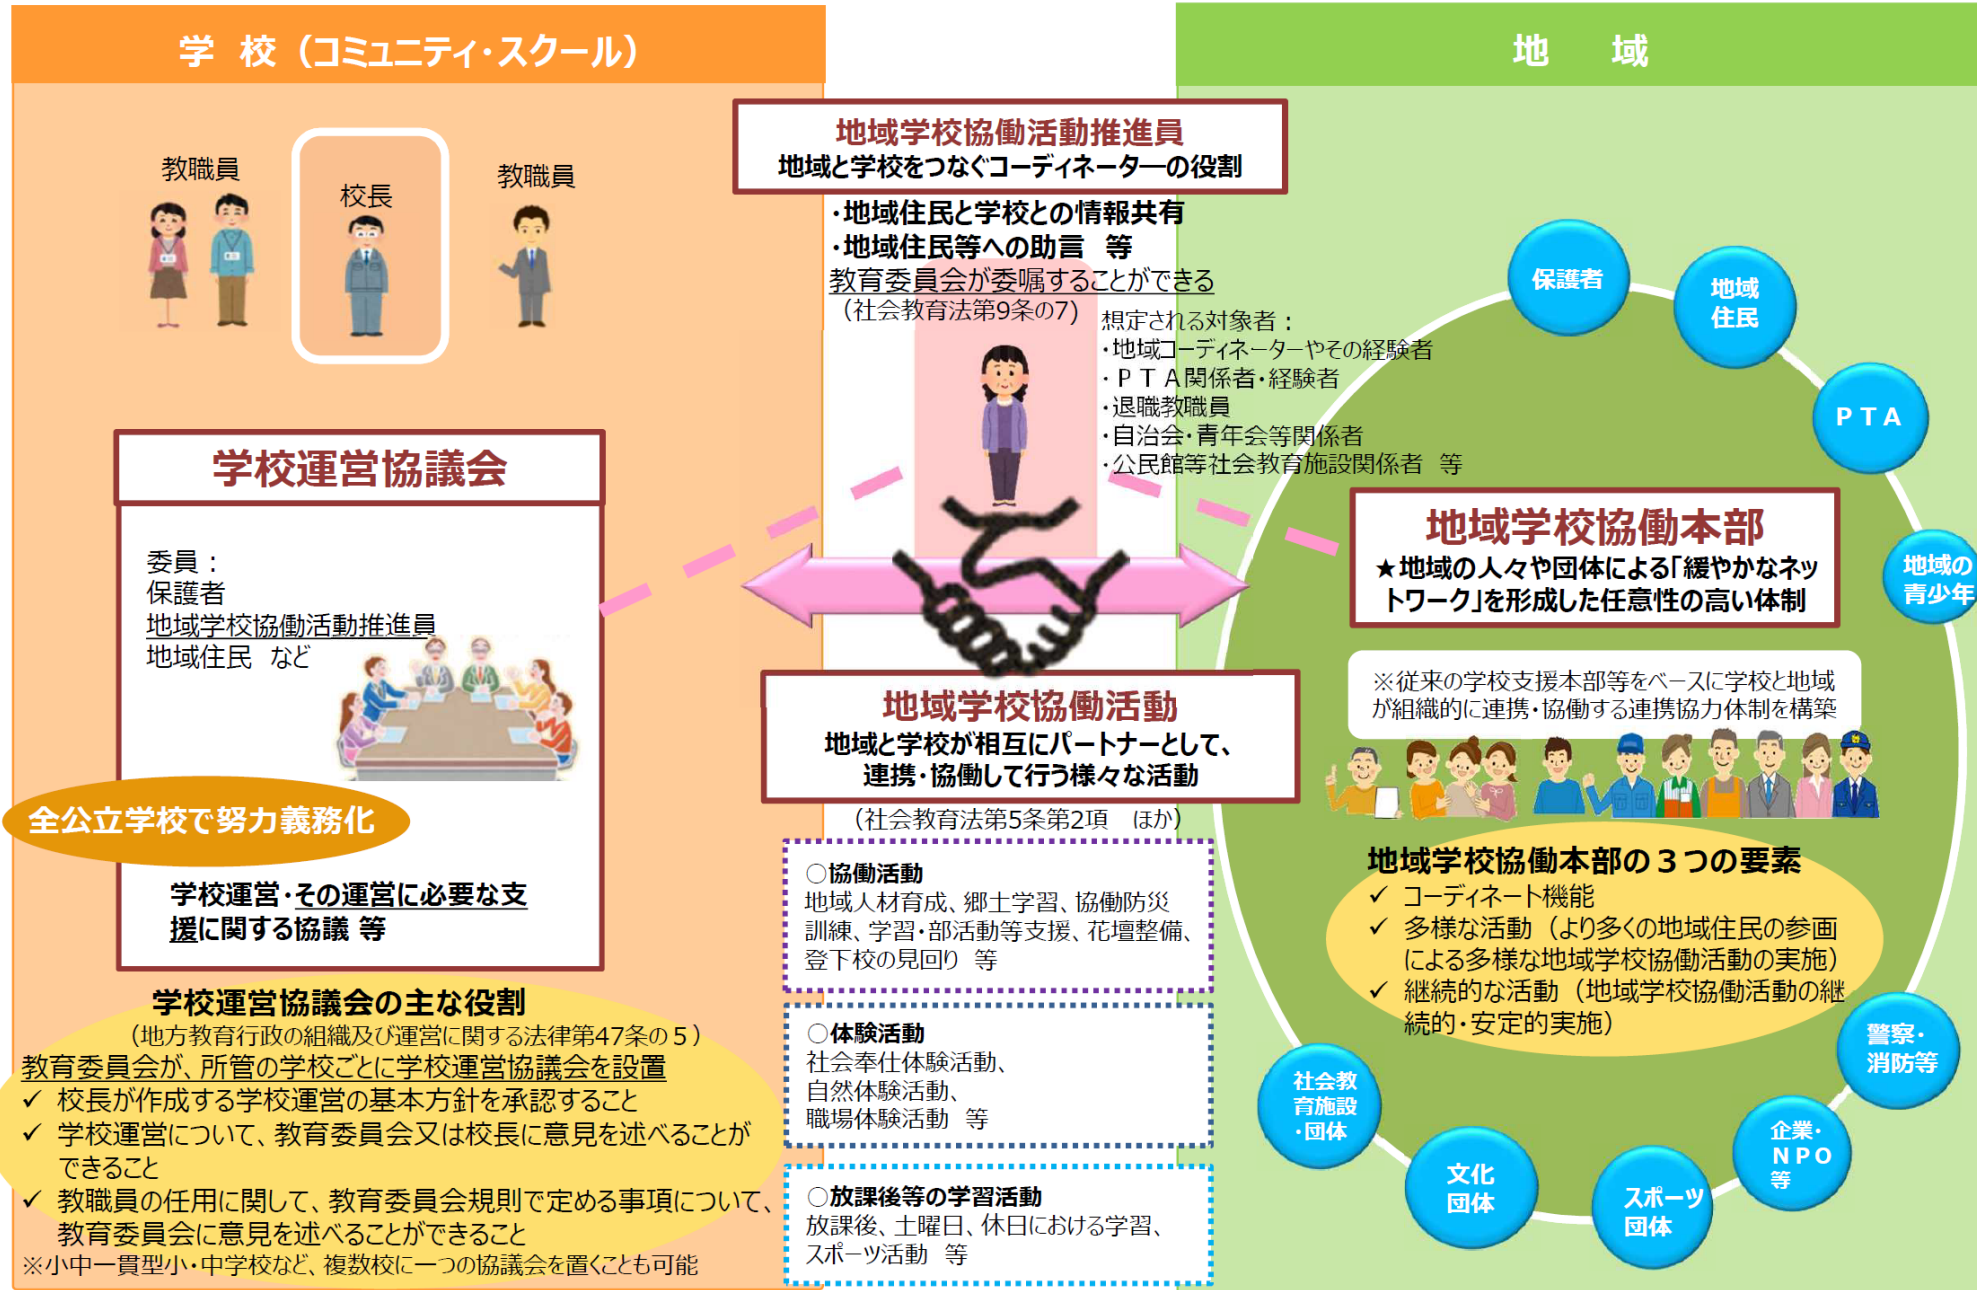 学 校（コミュニティ・スクール）
教職員
校長
教職員
学校運営協議会
委員：
保護者
地域学校協働活動推進員
地域住民 など
全公立学校で努力義務化
学校運営・その運営に必要な支
援に関する協議 等
学校運営協議会の主な役割
（地方教育行政の組織及び運営に関する法律第47条の５）
教育委員会が、所管の学校ごとに学校運営協議会を設置
✓ 校長が作成する学校運営の基本方針を承認すること
✓ 学校運営について、教育委員会又は校長に意見を述べることが
できること
✓ 教職員の任用に関して、教育委員会規則で定める事項について、
教育委員会に意見を述べることができること
※小中一貫型小・中学校など、複数校に一つの協議会を置くことも可能
地域学校協働活動推進員
地域と学校をつなぐコーディネーターの役割
・地域住民と学校との情報共有
・地域住民等への助言 等
教育委員会が委嘱することができる
（社会教育法第9条の7）
想定される対象者：
・地域コーディネーターやその経験者
・ＰＴＡ関係者・経験者
・退職教職員
・自治会・青年会等関係者
・公民館等社会教育施設関係者 等
地域学校協働活動
地域と学校が相互にパートナーとして、
連携・協働して行う様々な活動
（社会教育法第5条第2項 ほか）
○協働活動
地域人材育成、郷土学習、協働防災
訓練、学習・部活動等支援、花壇整備、
登下校の見回り 等
○体験活動
社会奉仕体験活動、
自然体験活動、
職場体験活動 等
○放課後等の学習活動
放課後、土曜日、休日における学習、
スポーツ活動 等
地 域
保護者
地域
住民
ＰＴＡ
地域の
青少年
地域学校協働本部
★地域の人々や団体による「緩やかなネッ
トワーク」を形成した任意性の高い体制
※従来の学校支援本部等をベースに学校と地域
が組織的に連携・協働する連携協力体制を構築
地域学校協働本部の３つの要素
✓ コーディネート機能
✓ 多様な活動（より多くの地域住民の参画
による多様な地域学校協働活動の実施）
✓ 継続的な活動（地域学校協働活動の継
続的・安定的実施）
警察・
消防等
企業・
ＮＰＯ
等
スポーツ
団体
文化
団体
社会教
育施設
・団体